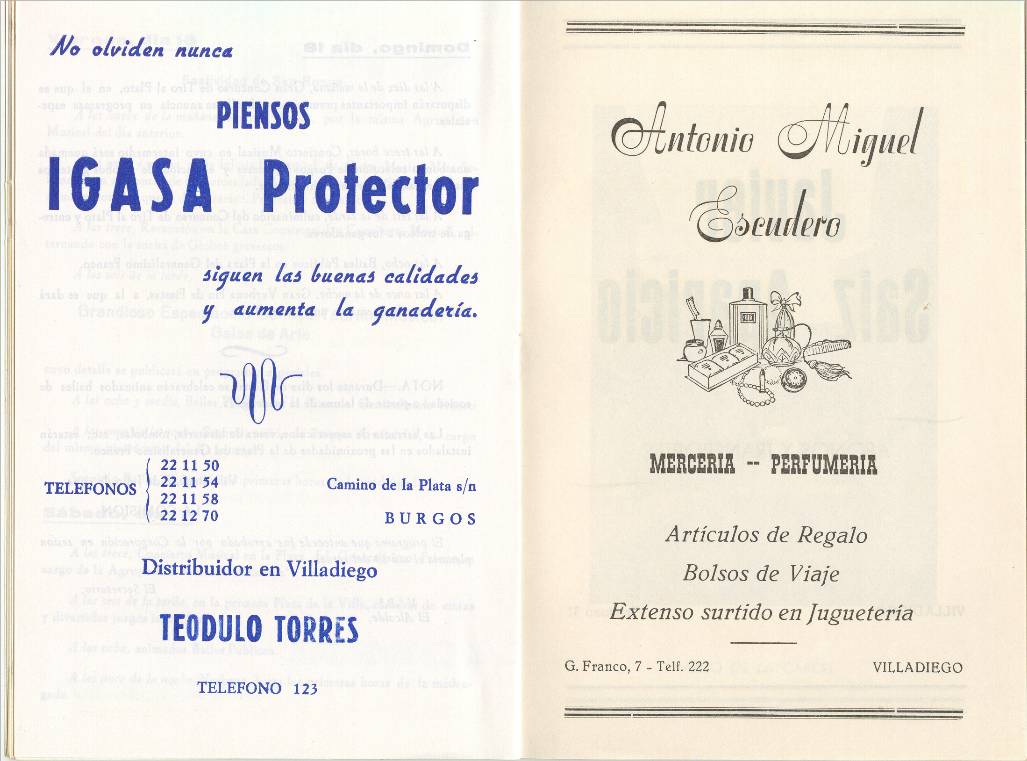 No olviden nunca
PIENSOS
IGASA Protector
siguen las buenas calidades
y aumenta la ganadería.
TELEFONOS
22 11 50
22 11 54
22 11 58
22 12 70
Camino de la Plata s/n
BURGOS
Distribuidor en Villadiego
TEODULO TORRES
TELEFONO 123
Antonio Miguel
Escudero
MERCERIA -- PERFUMERIA
Artículos de Regalo
Bolsos de Viaje
Extenso surtido en Juguetería
G. Franco, 7 - Telf. 222 VILLADIEGO